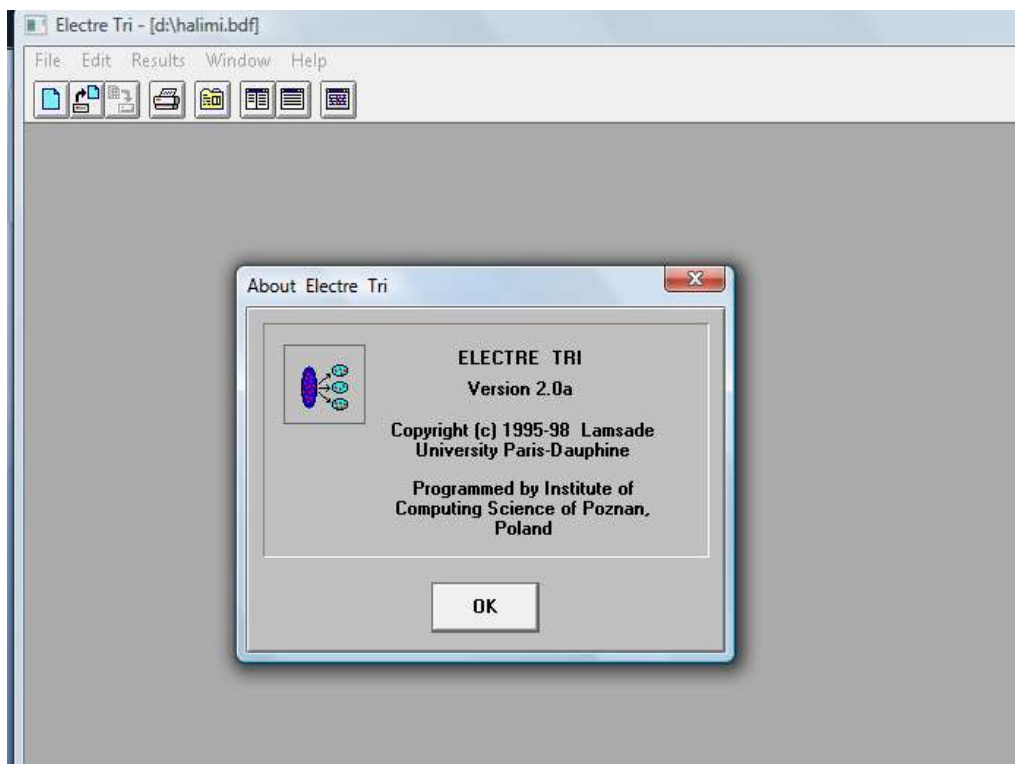 Electre Tri - [d:\halimi.bdf]
File Edit Results Window Help
About Electre Tri
ELECTRE TRI
Version 2.0a
Copyright (c) 1995-98 Lamsade
University Paris-Dauphine
Programmed by Institute of
Computing Science of Poznan,
Poland
OK